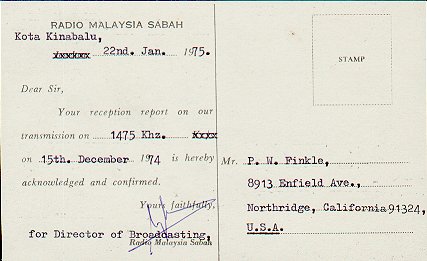 RADIO MALAYSIA SABAH
Kota Kinabalu,
22nd. Jan. 1975.
Dear Sir,
Your reception report on our
transmission on 1475 Khz.
on 15th. December 1974 is hereby
acknowledged and confirmed.
Yours faithfully,
for Director of Broadcasting,
Radio Malaysia Sabah
STAMP
Mr. P. W. Finkle,
8913 Enfield Ave.,
Northridge, California 91324,
U.S.A.